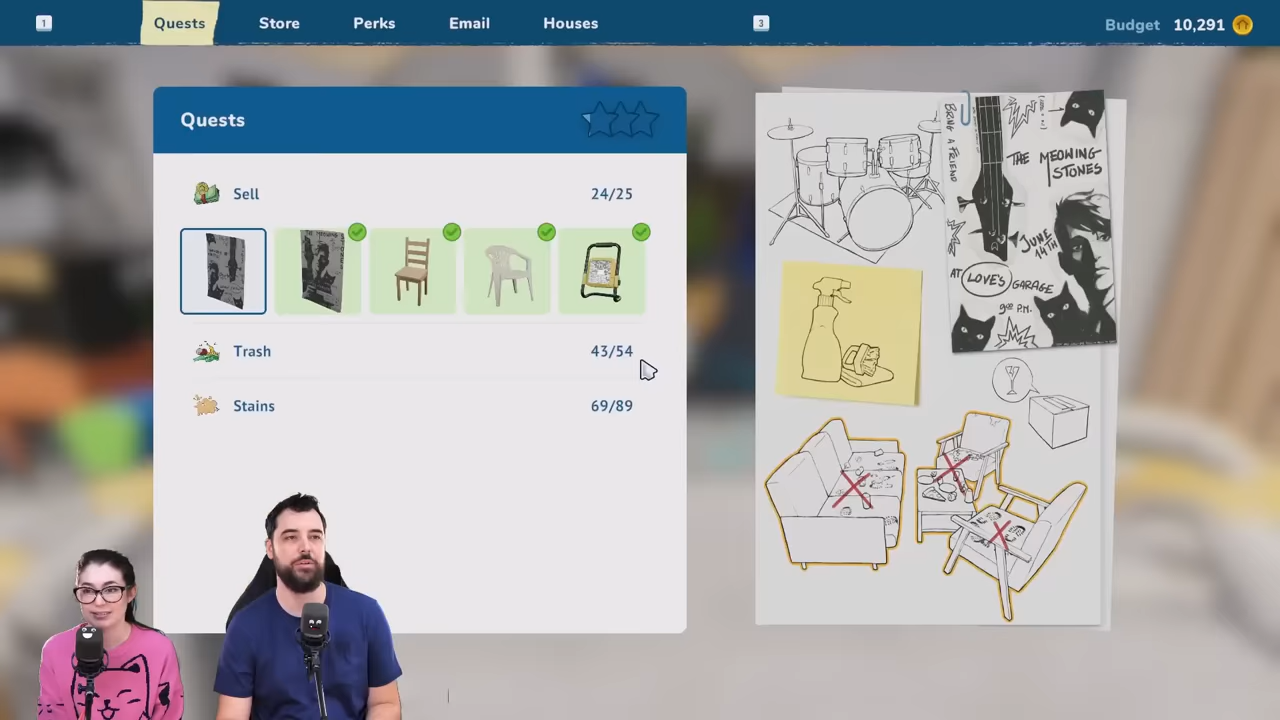 1
Quests
Store
Perks
Email
Houses
3
Budget
10,291
Quests
Sell
24/25
Trash
43/54
Stains
69/89
BRING A FRIEND
THE MEOWING
STONES
JUNE
14TH
AT
LOVE'S
GARAGE
9:00 P.M.